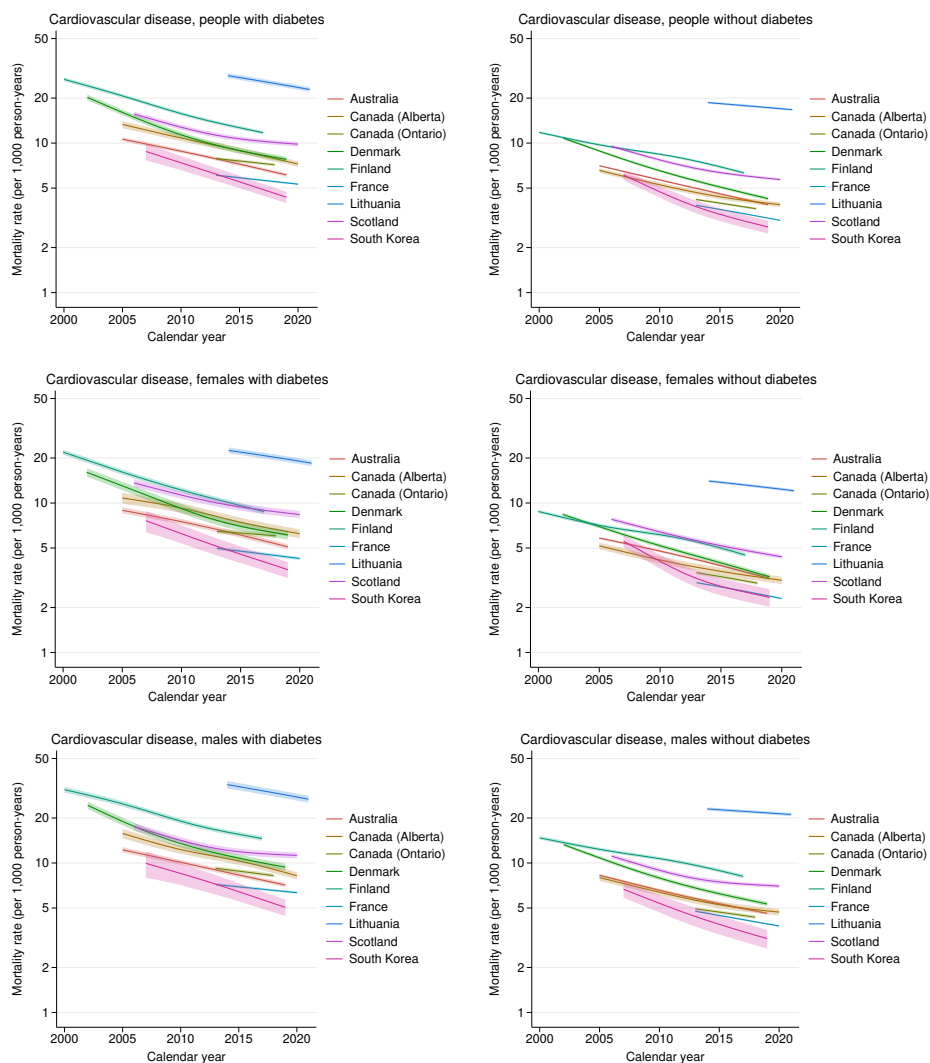 Cardiovascular disease, people with diabetes
Mortality rate (per 1,000 person-years)
50
20
10
5
2
1
2000 2005 2010 2015 2020
Calendar year
Australia
Canada (Alberta)
Canada (Ontario)
Denmark
Finland
France
Lithuania
Scotland
South Korea
Cardiovascular disease, people without diabetes
Mortality rate (per 1,000 person-years)
50
20
10
5
2
1
2000 2005 2010 2015 2020
Calendar year
Australia
Canada (Alberta)
Canada (Ontario)
Denmark
Finland
France
Lithuania
Scotland
South Korea
Cardiovascular disease, females with diabetes
Mortality rate (per 1,000 person-years)
50
20
10
5
2
1
2000 2005 2010 2015 2020
Calendar year
Australia
Canada (Alberta)
Canada (Ontario)
Denmark
Finland
France
Lithuania
Scotland
South Korea
Cardiovascular disease, females without diabetes
Mortality rate (per 1,000 person-years)
50
20
10
5
2
1
2000 2005 2010 2015 2020
Calendar year
Australia
Canada (Alberta)
Canada (Ontario)
Denmark
Finland
France
Lithuania
Scotland
South Korea
Cardiovascular disease, males with diabetes
Mortality rate (per 1,000 person-years)
50
20
10
5
2
1
2000 2005 2010 2015 2020
Calendar year
Australia
Canada (Alberta)
Canada (Ontario)
Denmark
Finland
France
Lithuania
Scotland
South Korea
Cardiovascular disease, males without diabetes
Mortality rate (per 1,000 person-years)
50
20
10
5
2
1
2000 2005 2010 2015 2020
Calendar year
Australia
Canada (Alberta)
Canada (Ontario)
Denmark
Finland
France
Lithuania
Scotland
South Korea